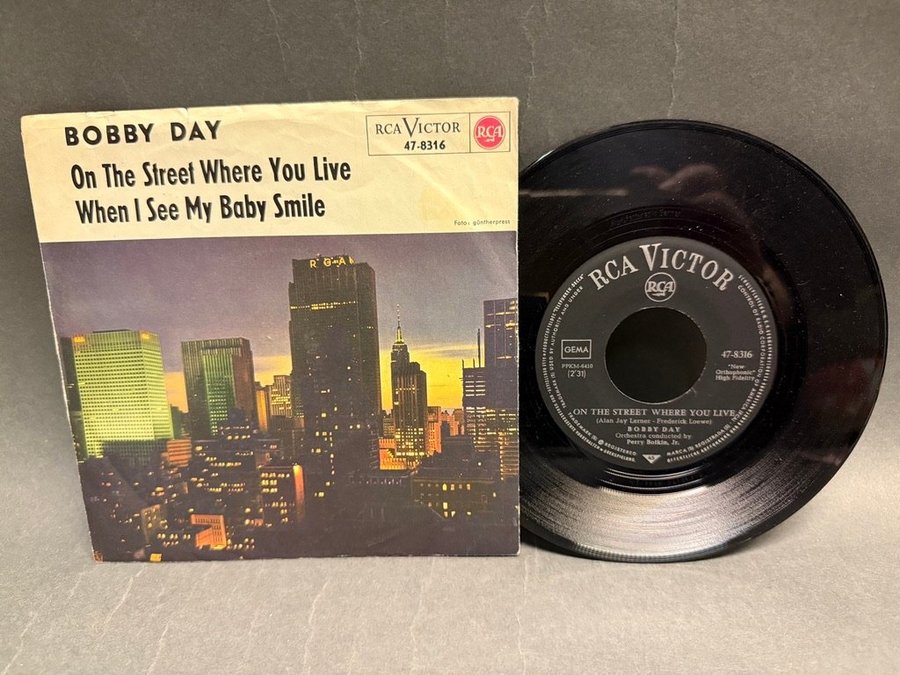 BOBBY DAY
On The Street Where You Live
When I See My Baby Smile
RCA VICTOR
47-8316
RCA
Foto: güntherpress
RCA
RCA VICTOR
RCA
GEMA
PPKM-6410
(2'31)
47-8316
"New
Orthophonic"
High Fidelity
ON THE STREET WHERE YOU LIVE
(Alan Jay Lerner - Frederick Loewe)
BOBBY DAY
Orchestra conducted by
Perry Botkin, Jr.